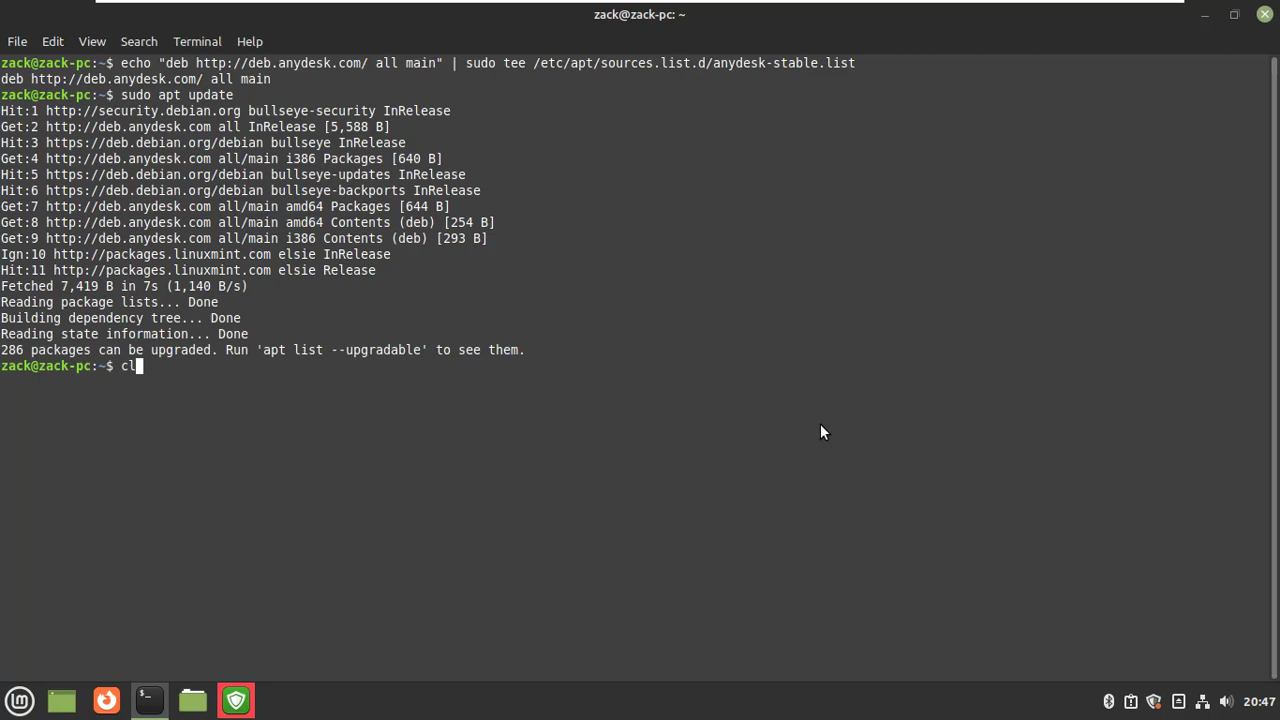 zack@zack-pc: ~
File Edit View Search Terminal Help
zack@zack-pc:~$ echo "deb http://deb.anydesk.com/ all main" | sudo tee /etc/apt/sources.list.d/anydesk-stable.list
deb http://deb.anydesk.com/ all main
zack@zack-pc:~$ sudo apt update
Hit:1 http://security.debian.org bullseye-security InRelease
Get:2 http://deb.anydesk.com all InRelease [5,588 B]
Hit:3 https://deb.debian.org/debian bullseye InRelease
Get:4 http://deb.anydesk.com all/main i386 Packages [640 B]
Hit:5 https://deb.debian.org/debian bullseye-updates InRelease
Hit:6 https://deb.debian.org/debian bullseye-backports InRelease
Get:7 http://deb.anydesk.com all/main amd64 Packages [644 B]
Get:8 http://deb.anydesk.com all/main amd64 Contents (deb) [254 B]
Get:9 http://deb.anydesk.com all/main i386 Contents (deb) [293 B]
Ign:10 http://packages.linuxmint.com elsie InRelease
Hit:11 http://packages.linuxmint.com elsie Release
Fetched 7,419 B in 7s (1,140 B/s)
Reading package lists... Done
Building dependency tree... Done
Reading state information... Done
286 packages can be upgraded. Run 'apt list --upgradable' to see them.
zack@zack-pc:~$ cl
$_
20:47